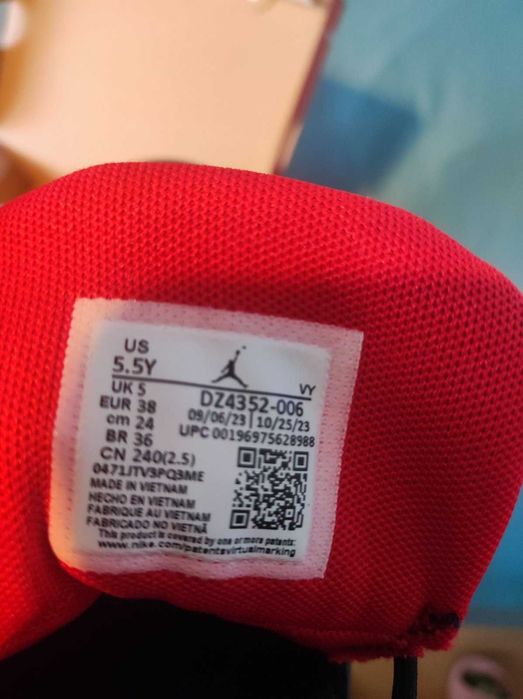 US
5.5Y
VY
UK 5
DZ4352-006
EUR 38
09/06/23 | 10/25/23
cm 24
UPC 00196975628988
BR 36
CN 240(2.5)
0471JTV3PQ3ME
MADE IN VIETNAM
HECHO EN VIETNAM
FABRIQUE AU VIETNAM
FABRICADO NO VIETNÃ
This product is covered by one or more patents:
www.nike.com/patentsvirtualmarking